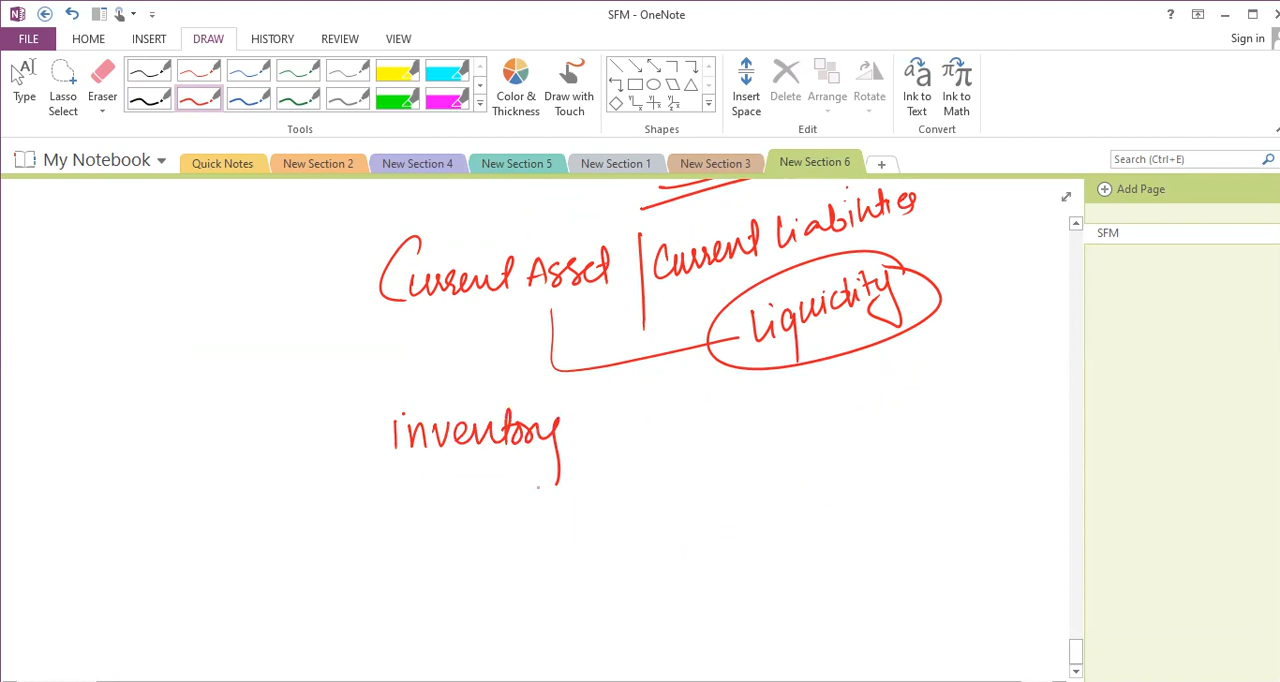 SFM - OneNote
?
Sign in
FILE HOME INSERT DRAW HISTORY REVIEW VIEW
Type
Lasso Select
Eraser
Color & Thickness
Draw with Touch
Insert Space
Delete
Arrange
Rotate
Ink to Text
Ink to Math
Tools
Shapes
Edit
Convert
My Notebook
Quick Notes New Section 2 New Section 4 New Section 5 New Section 1 New Section 3 New Section 6
Search (Ctrl+E)
Add Page
SFM
Current Asset | Current Liabilities
Liquidity
inventory